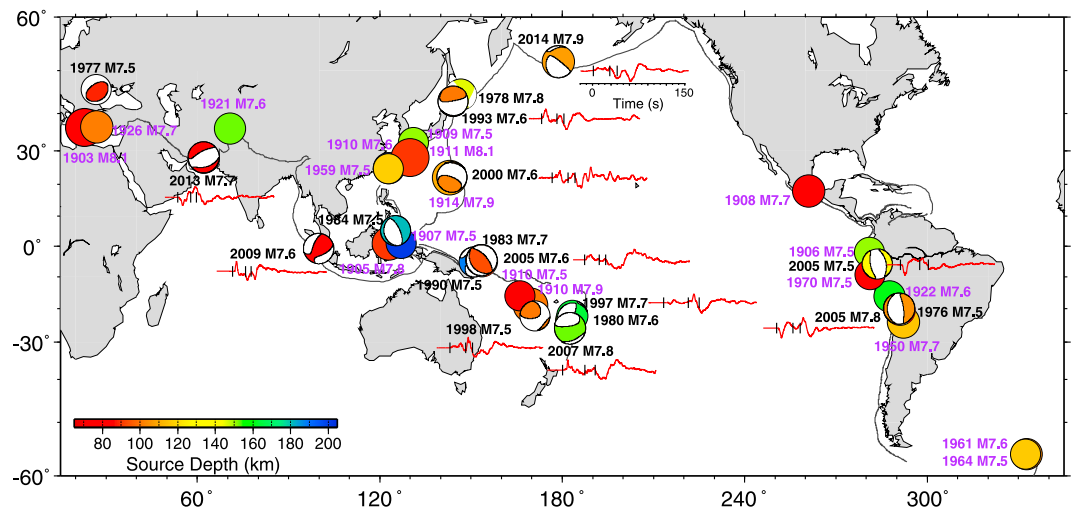 60˚
30˚
0˚
-30˚
-60˚
2014 M7.9
0 150
Time (s)
1977 M7.5
1921 M7.6
1978 M7.8
1926 M7.7
1993 M7.6
1903 M8.1
1909 M7.5
1910 M7.6
1911 M8.1
1959 M7.5
2013 M7.7
2000 M7.6
1914 M7.9
1908 M7.7
1984 M7.5
1907 M7.5
1983 M7.7
2009 M7.6
2005 M7.6
1905 M7.8
1990 M7.5
1910 M7.5
1910 M7.9
1906 M7.5
2005 M7.5
1970 M7.5
1922 M7.6
1997 M7.7
1980 M7.6
2005 M7.8
1976 M7.5
1998 M7.5
1950 M7.7
2007 M7.8
1961 M7.6
1964 M7.5
80 100 120 140 160 180 200
Source Depth (km)
60˚ 120˚ 180˚ 240˚ 300˚